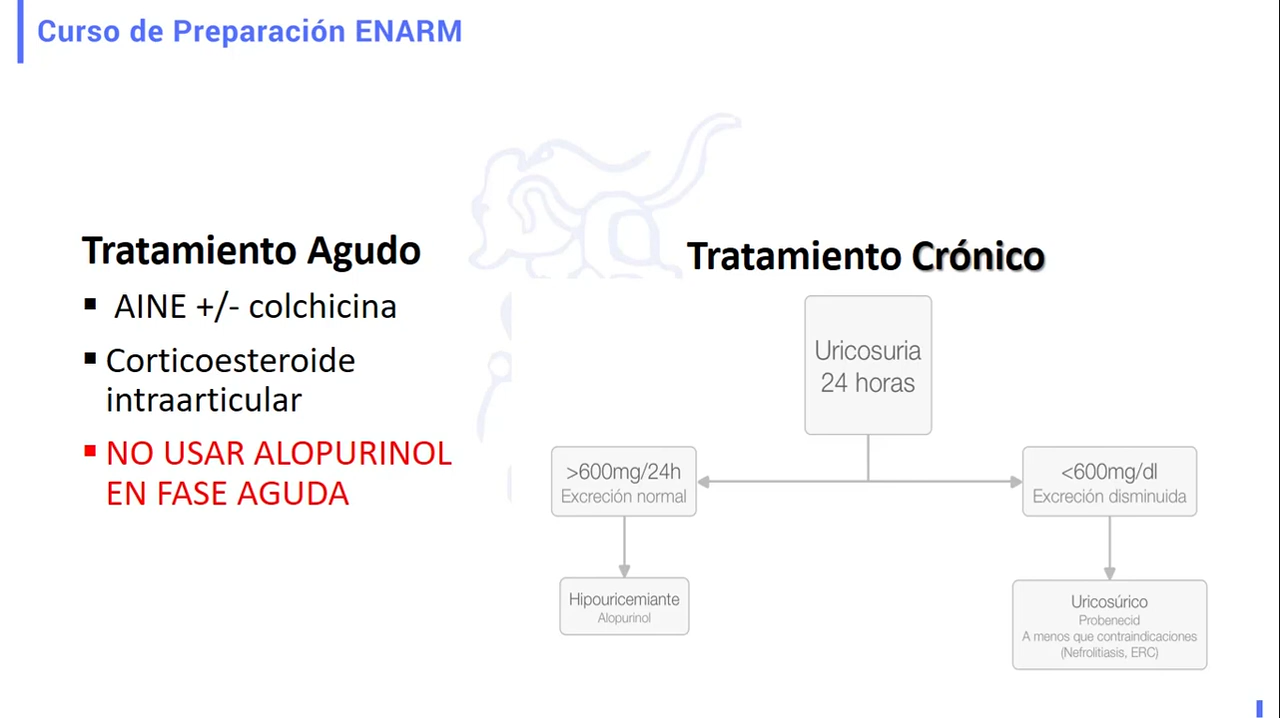 Curso de Preparación ENARM
Tratamiento Agudo
▪ AINE +/- colchicina
▪ Corticoesteroide
intraarticular
▪ NO USAR ALOPURINOL
EN FASE AGUDA
Tratamiento Crónico
Uricosuria
24 horas
>600mg/24h
Excreción normal
<600mg/dl
Excreción disminuida
Hipouricemiante
Alopurinol
Uricosúrico
Probenecid
A menos que contraindicaciones
(Nefrolitiasis, ERC)